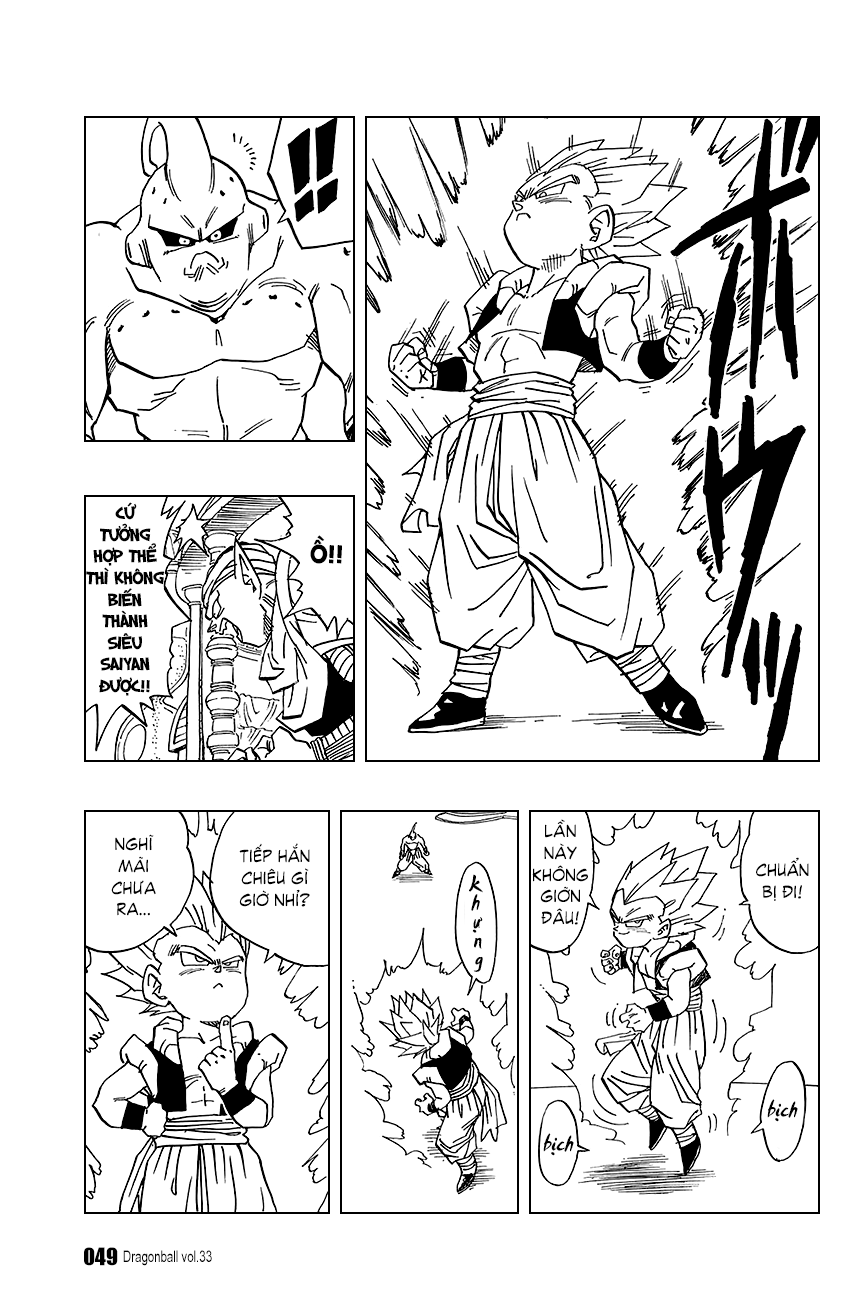 !!
Ồ!!
CỨ
TƯỞNG
HỢP THỂ
THÌ KHÔNG
BIẾN
THÀNH
SIÊU
SAIYAN
ĐƯỢC!!
CHUẨN
BỊ ĐI!
LẦN
NÀY
KHÔNG
GIỠN
ĐÂU!
bịch
bịch
khựng
TIẾP HẮN
CHIÊU GÌ
GIỜ NHỈ?
NGHĨ
MÃI
CHƯA
RA...
049 Dragonball vol.33